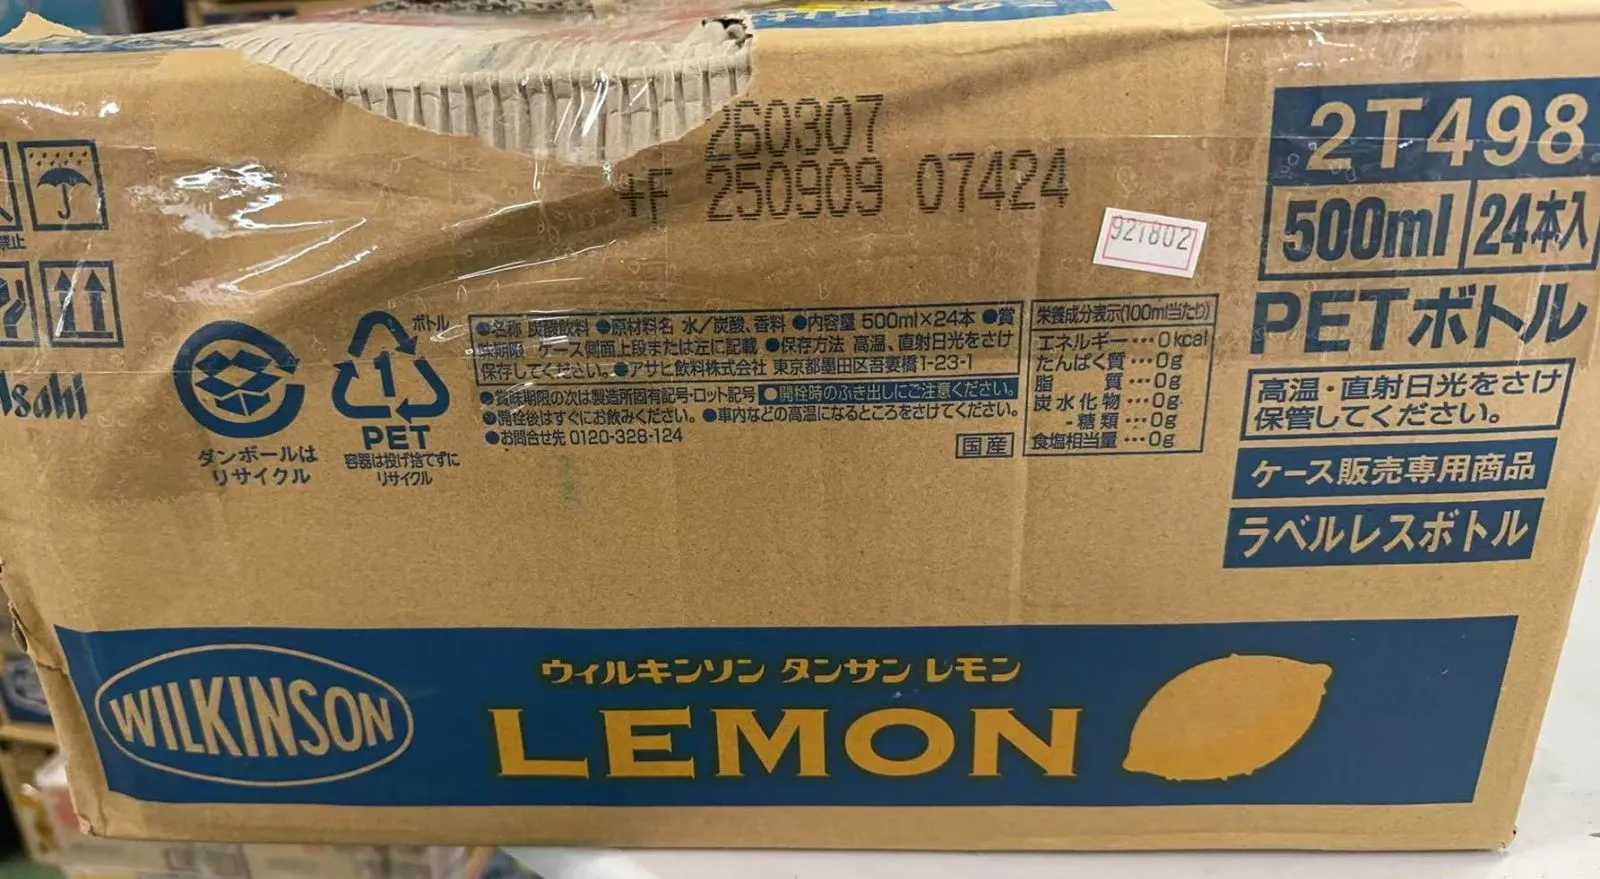 260307
+F 250909 07424
921802
2T498
500ml 24本入
PETボトル
高温・直射日光をさけ
保管してください。
ケース販売専用商品
ラベルレスボトル
禁止
Asahi
ダンボールは
リサイクル
ボトル
1
PET
容器は投げ捨てずに
リサイクル
●名称 炭酸飲料 ●原材料名 水/炭酸、香料 ●内容量 500ml×24本 ●賞
味期限 ケース側面上段または左に記載 ●保存方法 高温、直射日光をさけ
保存してください。●アサヒ飲料株式会社 東京都墨田区吾妻橋1-23-1
●賞味期限の次は製造所固有記号・ロット記号 ●開栓時のふき出しにご注意ください。
●開栓後はすぐにお飲みください。●車内などの高温になるところをさけてください。
●お問合せ先 0120-328-124
国産
栄養成分表示(100ml当たり)
エネルギー…0kcal
たんぱく質…0g
脂質…0g
炭水化物…0g
-糖類…0g
食塩相当量…0g
WILKINSON
ウィルキンソン タンサン レモン
LEMON